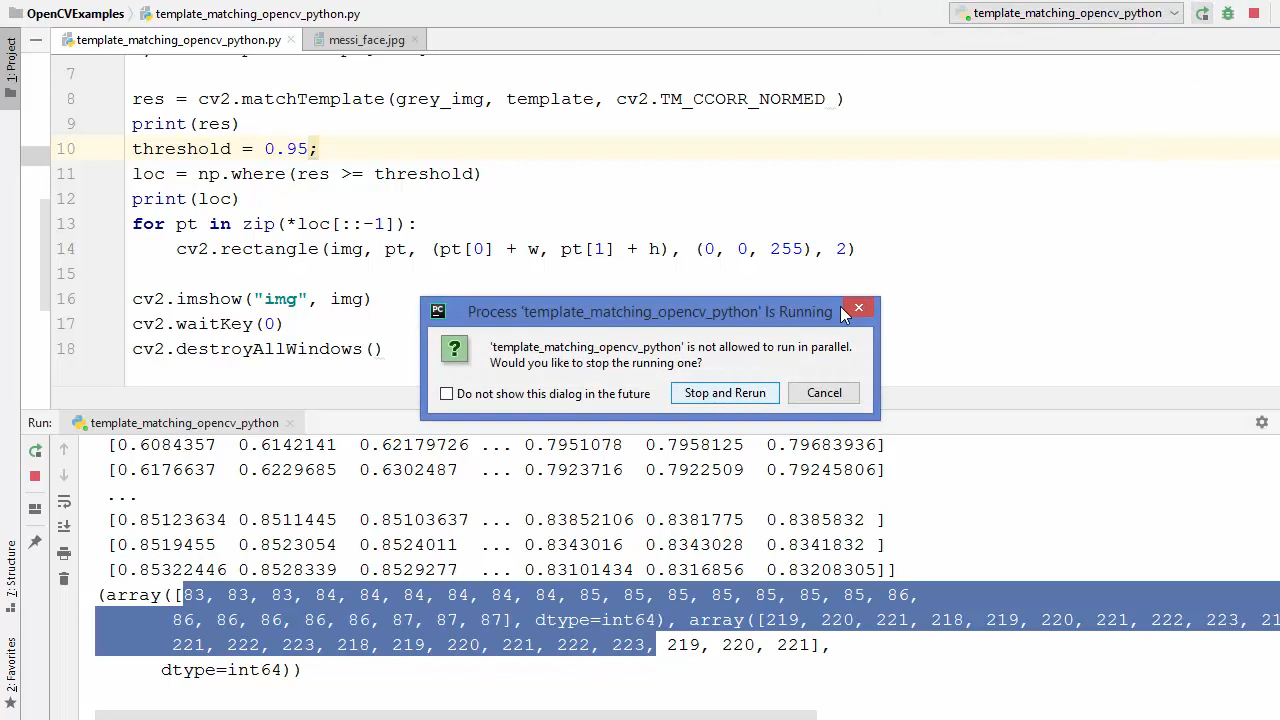 OpenCVExamples template_matching_opencv_python.py template_matching_opencv_python
1: Project template_matching_opencv_python.py messi_face.jpg
7
8 res = cv2.matchTemplate(grey_img, template, cv2.TM_CCORR_NORMED )
9 print(res)
10 threshold = 0.95;
11 loc = np.where(res >= threshold)
12 print(loc)
13 for pt in zip(*loc[::-1]):
14 cv2.rectangle(img, pt, (pt[0] + w, pt[1] + h), (0, 0, 255), 2)
15
16 cv2.imshow("img", img)
17 cv2.waitKey(0)
18 cv2.destroyAllWindows()
PC Process 'template_matching_opencv_python' Is Running
'template_matching_opencv_python' is not allowed to run in parallel.
Would you like to stop the running one?
Do not show this dialog in the future Stop and Rerun Cancel
Run: template_matching_opencv_python
[0.6084357 0.6142141 0.62179726 ... 0.7951078 0.7958125 0.79683936]
[0.6176637 0.6229685 0.6302487 ... 0.7923716 0.7922509 0.79245806]
...
[0.85123634 0.8511445 0.85103637 ... 0.83852106 0.8381775 0.8385832 ]
[0.8519455 0.8523054 0.8524011 ... 0.8343016 0.8343028 0.8341832 ]
[0.85322446 0.8528339 0.8529277 ... 0.83101434 0.8316856 0.83208305]]
(array([83, 83, 83, 84, 84, 84, 84, 84, 84, 85, 85, 85, 85, 85, 85, 85, 86,
86, 86, 86, 86, 86, 87, 87, 87], dtype=int64), array([219, 220, 221, 218, 219, 220, 221, 222, 223, 21
221, 222, 223, 218, 219, 220, 221, 222, 223, 219, 220, 221],
dtype=int64))
Z: Structure
2: Favorites